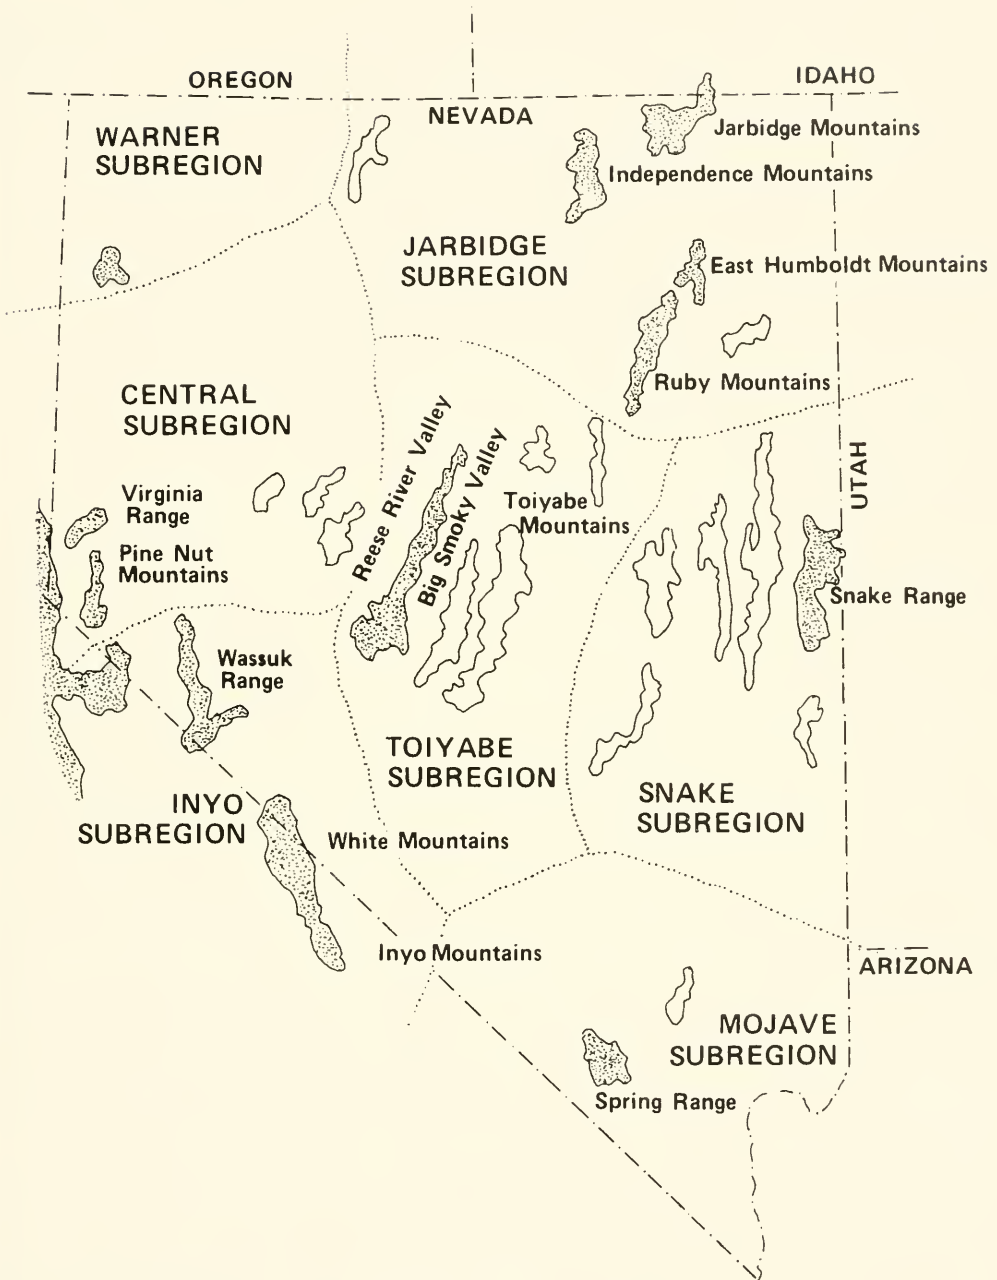 OREGON
IDAHO
NEVADA
WARNER
SUBREGION
Jarbidge Mountains
Independence Mountains
JARBIDGE
SUBREGION
East Humboldt Mountains
Ruby Mountains
CENTRAL
SUBREGION
Reese River Valley
Big Smoky Valley
UTAH
Virginia
Range
Toiyabe
Mountains
Pine Nut
Mountains
Snake Range
Wassuk
Range
TOIYABE
SUBREGION
SNAKE
SUBREGION
INYO
SUBREGION
White Mountains
Inyo Mountains
ARIZONA
MOJAVE
SUBREGION
Spring Range